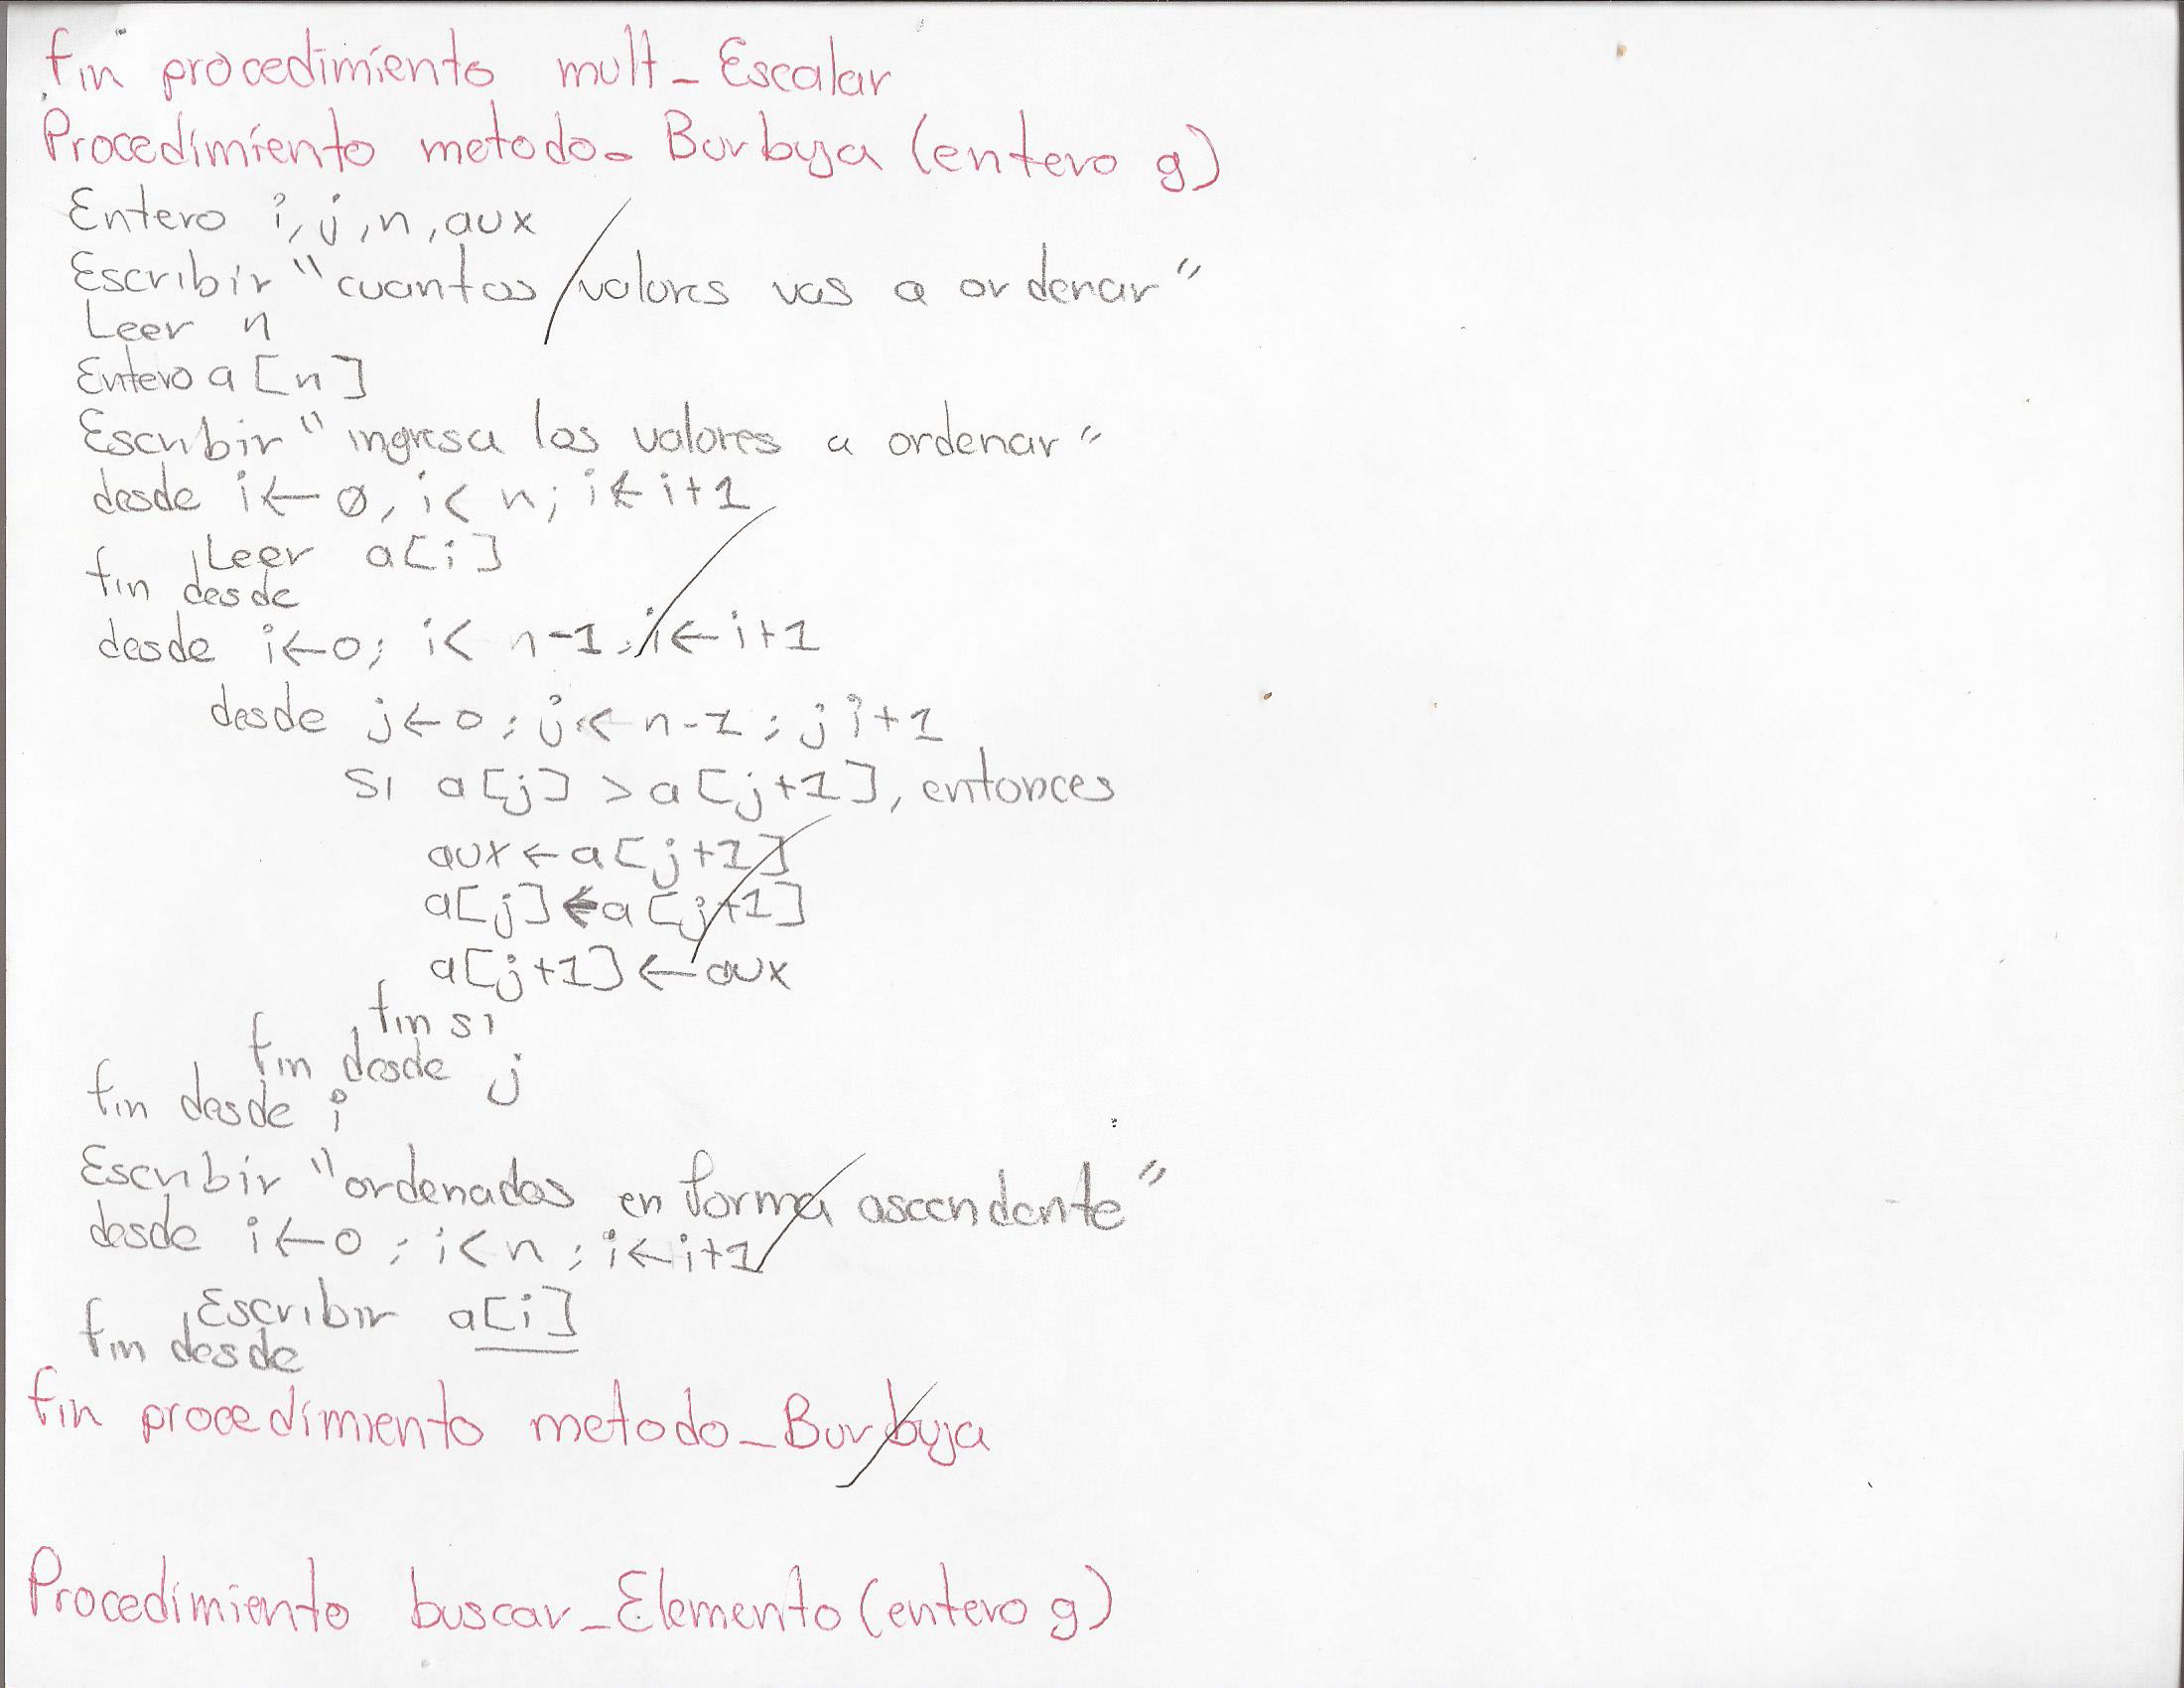 fin procedimiento mult_Escalar
Procedimiento metodo_Burbuja (entero g)
Entero i, j, n, aux
Escribir "cuantos valores vas a ordenar"
Leer n
Entero a[n]
Escribir "ingresa los valores a ordenar"
desde i←0, i< n; i← i+1
Leer a[i]
fin desde
desde i←0; i< n-1; i← i+1
desde j←0; j< n-1; j i+1
Si a[j] > a[j+1], entonces
aux← a[j+1]
a[j]← a[j+1]
a[j+1]← aux
fin si
fin desde j
fin desde i
Escribir "ordenados en forma ascendente"
desde i←0; i<n; i← i+1
Escribir a[i]
fin desde
fin procedimiento metodo_Burbuja
Procedimiento buscar_Elemento (entero g)